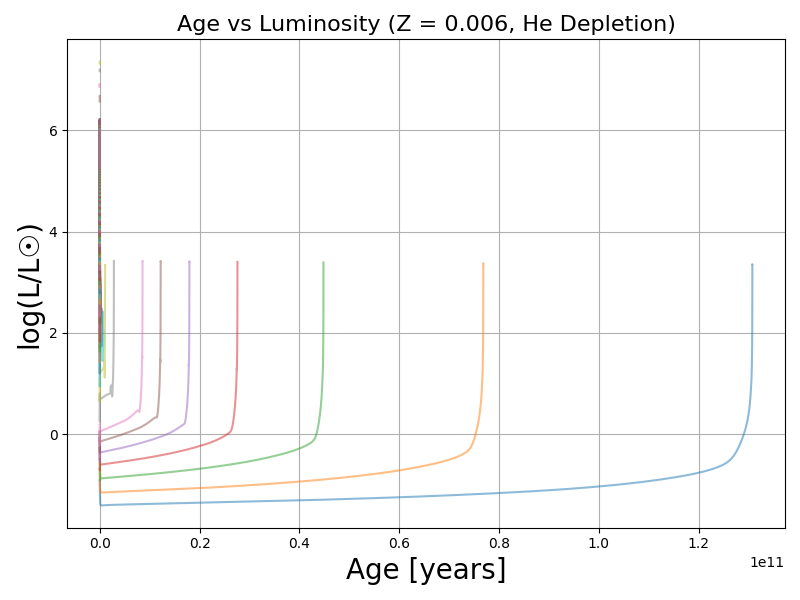 Age vs Luminosity (Z = 0.006, He Depletion)
log(L/L☉)
6
4
2
0
0.0 0.2 0.4 0.6 0.8 1.0 1.2
1e11
Age [years]